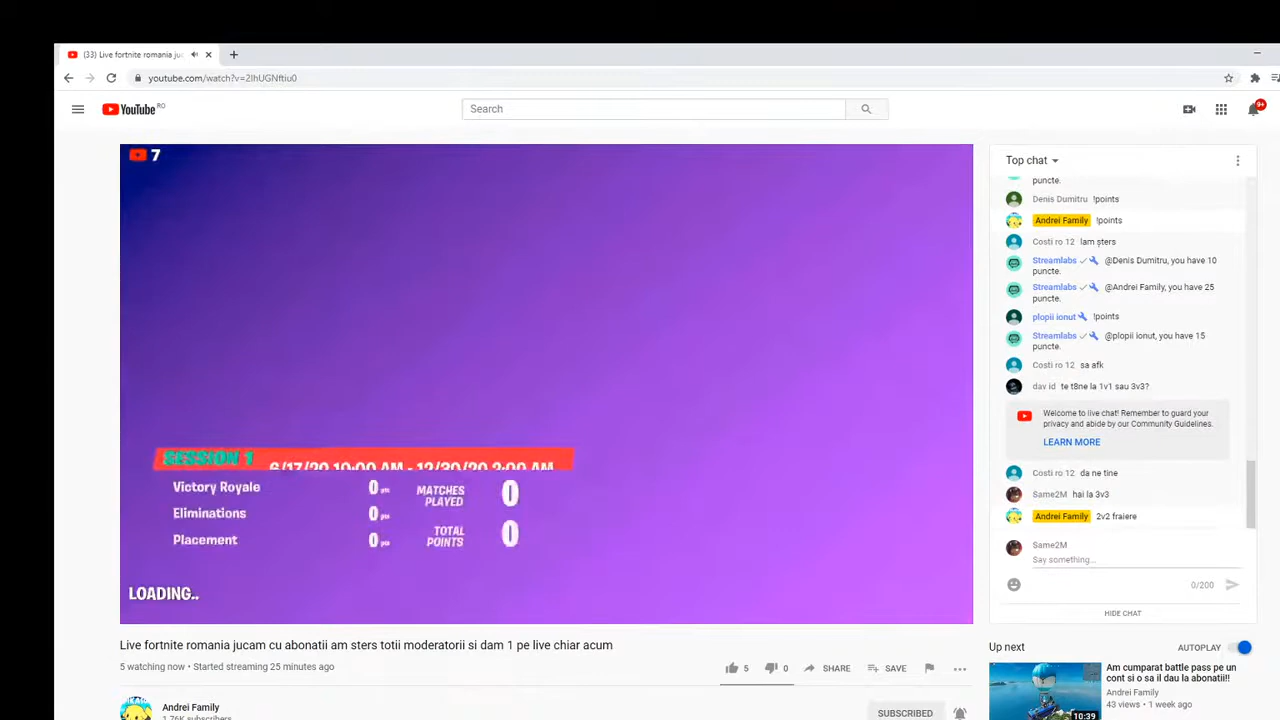 (33) Live fortnite romania juc
youtube.com/watch?v=2IhUGNftiu0
YouTube RO
Search
9+
7
SESSION 1 6/17/20 10:00 AM - 12/30/20 2:00 AM
Victory Royale 0 pts
Eliminations 0 pts
Placement 0 pts
MATCHES PLAYED 0
TOTAL POINTS 0
LOADING..
Live fortnite romania jucam cu abonatii am sters totii moderatorii si dam 1 pe live chiar acum
5 watching now • Started streaming 25 minutes ago
5 0 SHARE SAVE
Andrei Family
1.76K subscribers
SUBSCRIBED
Top chat
puncte.
Denis Dumitru !points
Andrei Family !points
Costi ro 12 lam șters
Streamlabs @Denis Dumitru, you have 10
puncte.
Streamlabs @Andrei Family, you have 25
puncte.
plopii ionut !points
Streamlabs @plopii ionut, you have 15
puncte.
Costi ro 12 sa afk
dav id te t8ne la 1v1 sau 3v3?
Welcome to live chat! Remember to guard your
privacy and abide by our Community Guidelines.
LEARN MORE
Costi ro 12 da ne tine
Same2M hai la 3v3
Andrei Family 2v2 fraiere
Same2M
Say something...
0/200
HIDE CHAT
Up next AUTOPLAY
Am cumparat battle pass pe un
cont si o sa il dau la abonatii!!
Andrei Family
43 views • 1 week ago
10:39